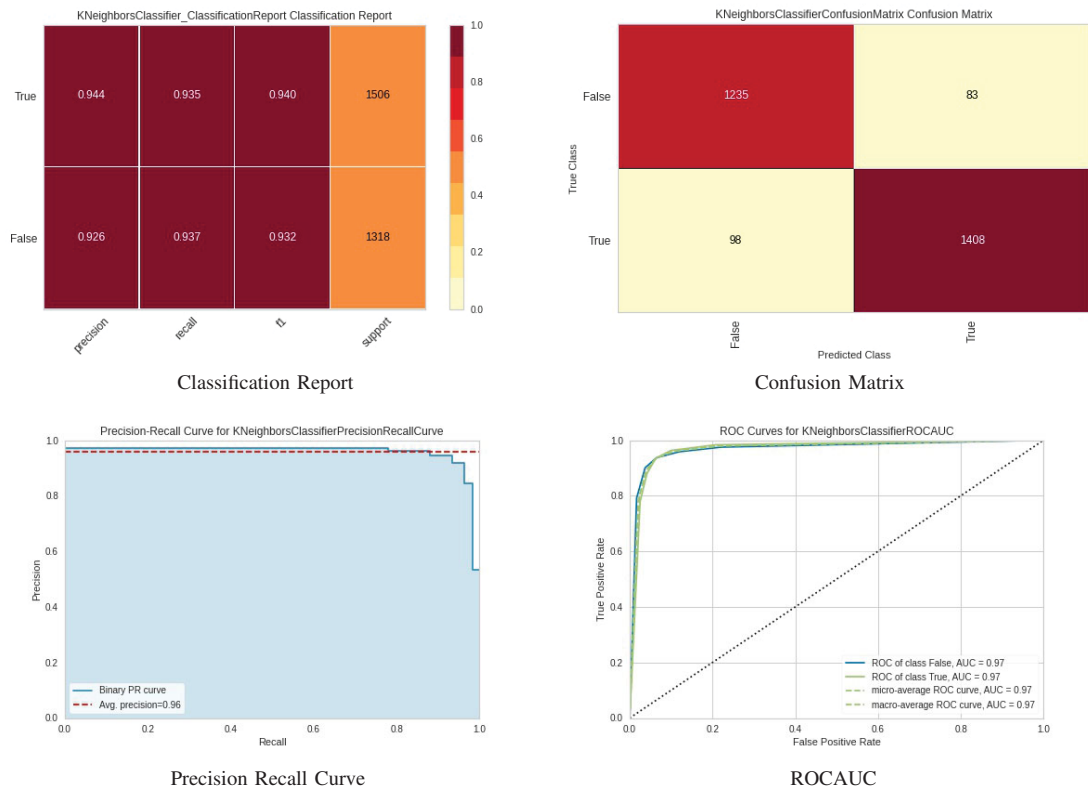 KNeighborsClassifier_ClassificationReport Classification Report
True 0.944 0.935 0.940 1506
False 0.926 0.937 0.932 1318
precision recall f1 support
1.0
0.8
0.6
0.4
0.2
0.0
Classification Report
KNeighborsClassifierConfusionMatrix Confusion Matrix
True Class
False 1235 83
True 98 1408
False True
Predicted Class
Confusion Matrix
Precision-Recall Curve for KNeighborsClassifierPrecisionRecallCurve
Precision
1.0
0.8
0.6
0.4
0.2
0.0
Binary PR curve
Avg. precision=0.96
0.0 0.2 0.4 0.6 0.8 1.0
Recall
Precision Recall Curve
ROC Curves for KNeighborsClassifierROCAUC
True Positive Rate
1.0
0.8
0.6
0.4
0.2
0.0
ROC of class False, AUC = 0.97
ROC of class True, AUC = 0.97
micro-average ROC curve, AUC = 0.97
macro-average ROC curve, AUC = 0.97
0.0 0.2 0.4 0.6 0.8 1.0
False Positive Rate
ROCAUC